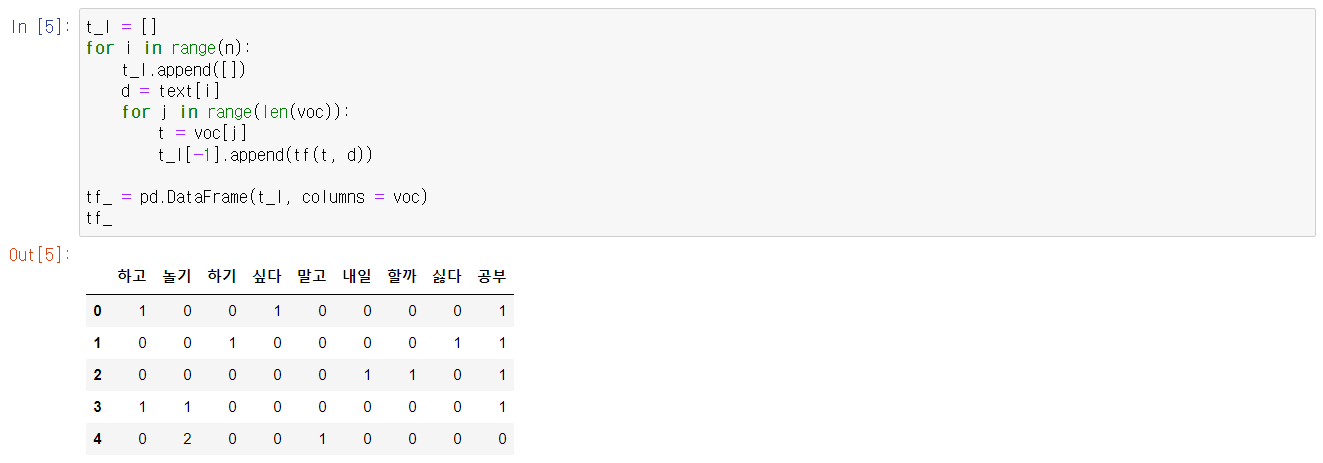 In [5]:
t_l = []
for i in range(n):
    t_l.append([])
    d = text[i]
    for j in range(len(voc)):
        t = voc[j]
        t_l[-1].append(tf(t, d))
tf_ = pd.DataFrame(t_l, columns = voc)
tf_
Out[5]:
하고 놀기 하기 싶다 말고 내일 할까 싫다 공부
0 1 0 0 1 0 0 0 0 1
1 0 0 1 0 0 0 0 1 1
2 0 0 0 0 0 1 1 0 1
3 1 1 0 0 0 0 0 0 1
4 0 2 0 0 1 0 0 0 0